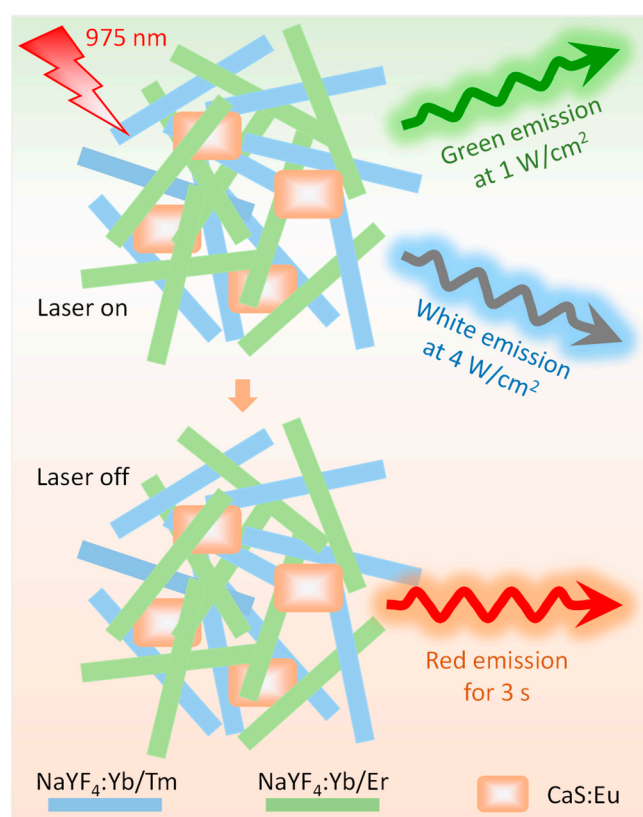 975 nm
Green emission
at 1 W/cm²
Laser on
White emission
at 4 W/cm²
Laser off
Red emission
for 3 s
NaYF₄:Yb/Tm
NaYF₄:Yb/Er
CaS:Eu